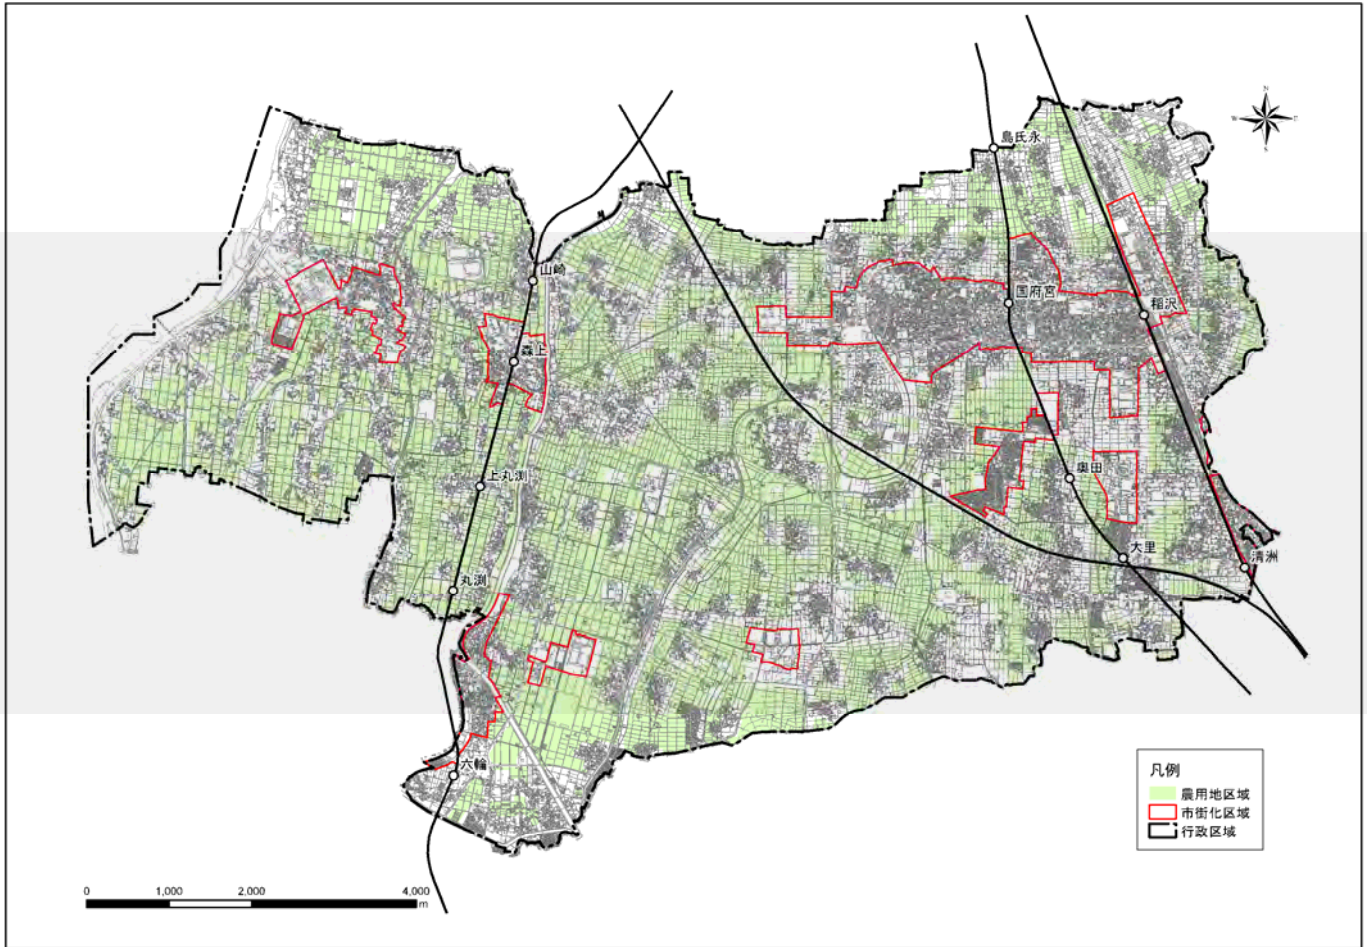 N
W
E
S
島氏永
山崎
国府宮
稲沢
森上
奥田
上丸渕
大里
清洲
丸渕
六輪
凡例
農用地区域
市街化区域
行政区域
0 1,000 2,000 4,000
m